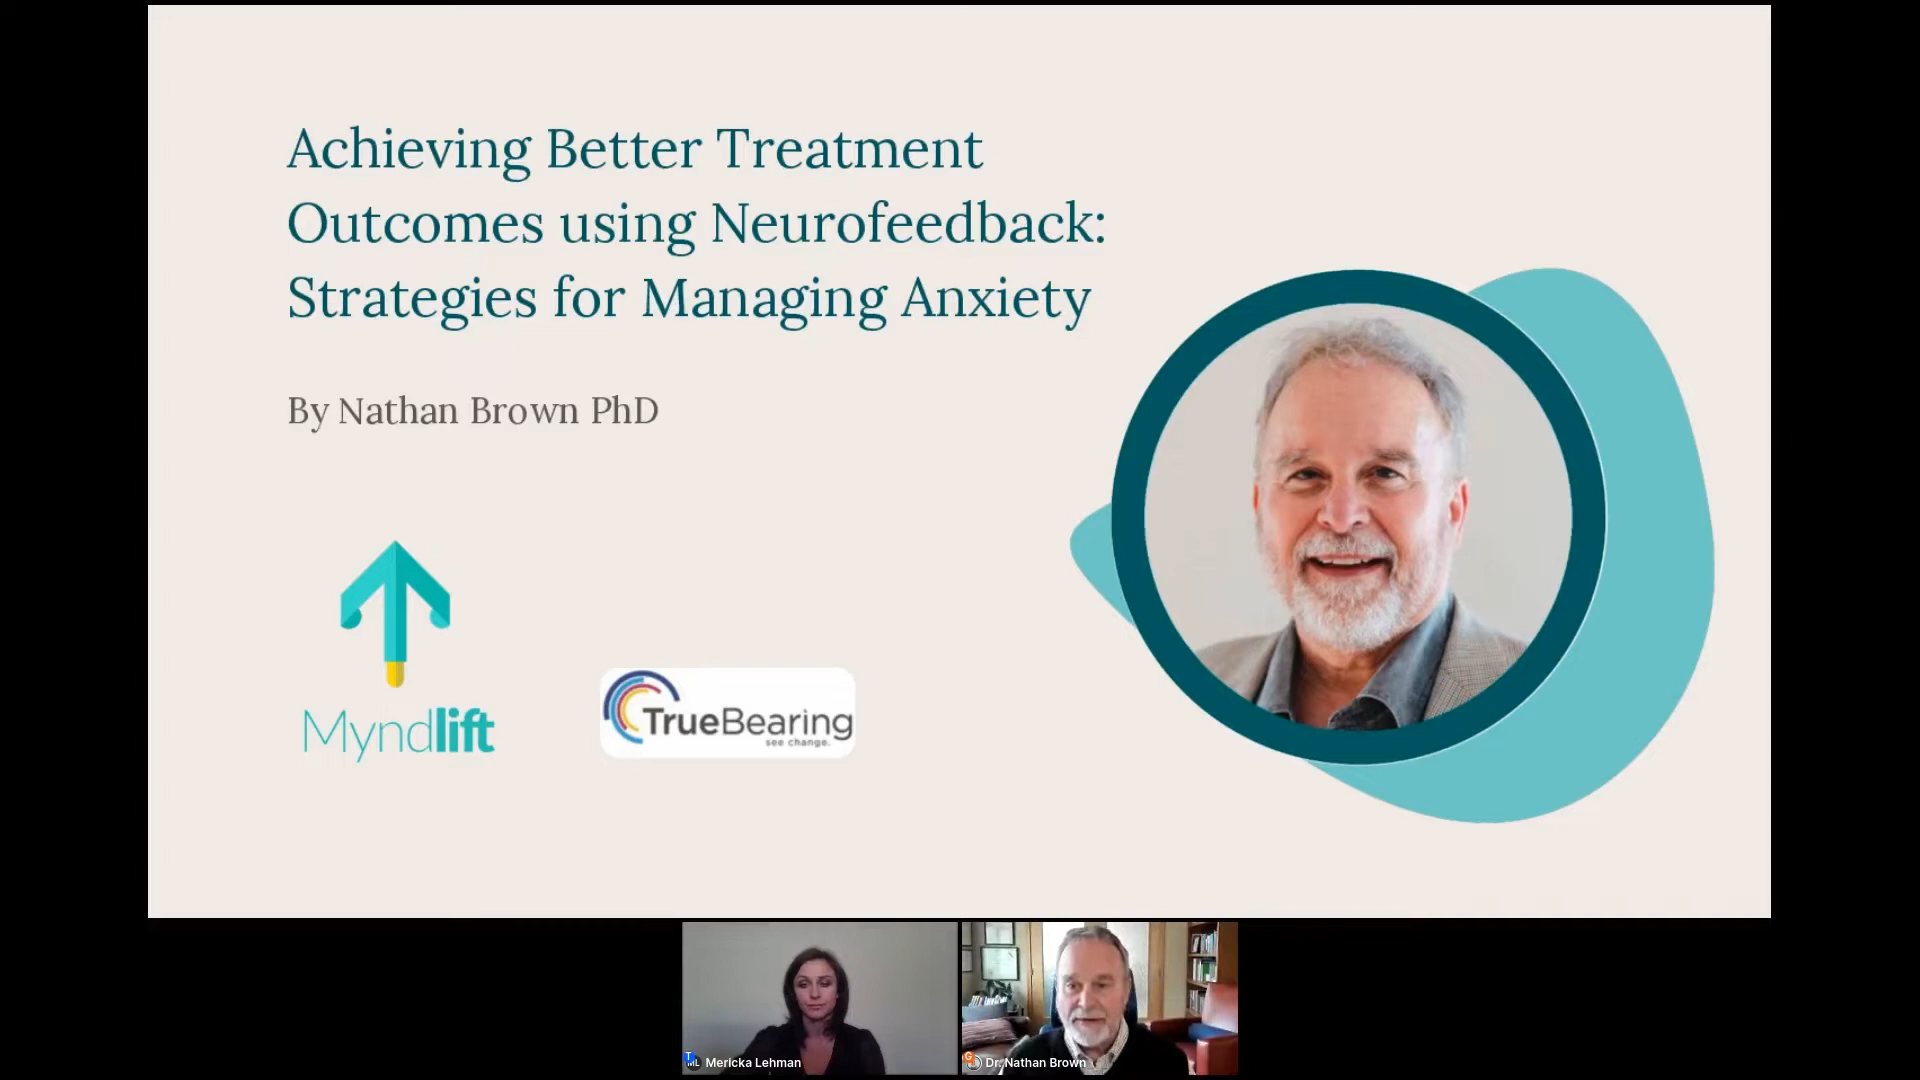 Achieving Better Treatment
Outcomes using Neurofeedback:
Strategies for Managing Anxiety
By Nathan Brown PhD
Myndlift
TrueBearing
see change.
T
ML
Mericka Lehman
G
Dr. Nathan Brown